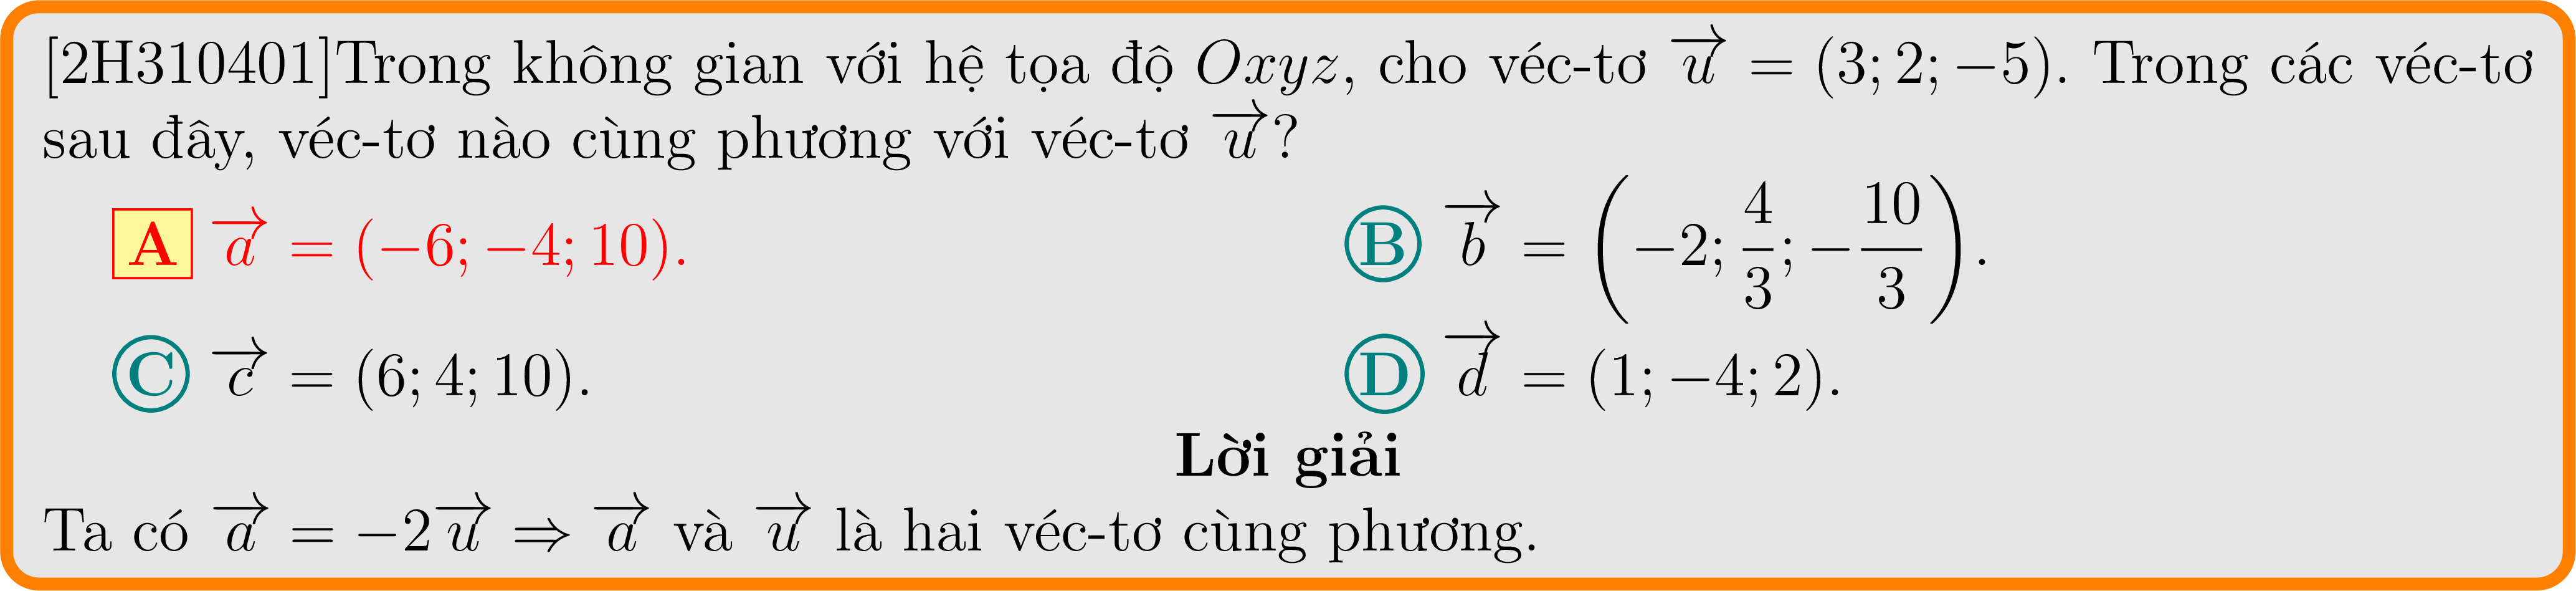 [2H310401]Trong không gian với hệ tọa độ Oxyz, cho véc-tơ $\overrightarrow{u} = (3; 2; -5)$. Trong các véc-tơ
sau đây, véc-tơ nào cùng phương với véc-tơ $\overrightarrow{u}$?
A $\overrightarrow{a} = (-6; -4; 10)$. B $\overrightarrow{b} = \left(-2; \dfrac{4}{3}; -\dfrac{10}{3}\right)$.
C $\overrightarrow{c} = (6; 4; 10)$. D $\overrightarrow{d} = (1; -4; 2)$.
Lời giải
Ta có $\overrightarrow{a} = -2\overrightarrow{u} \Rightarrow \overrightarrow{a}$ và $\overrightarrow{u}$ là hai véc-tơ cùng phương.